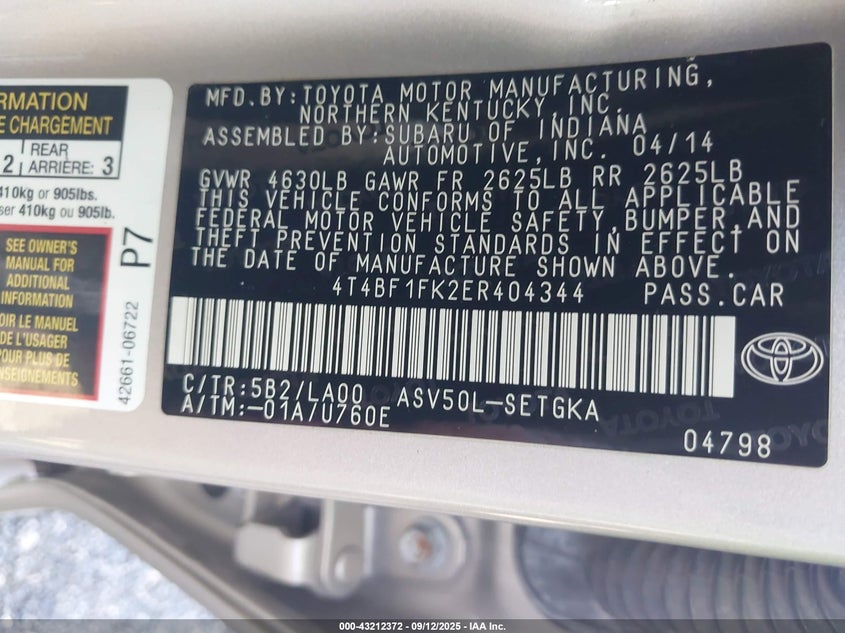 ORMATION
E CHARGEMENT
2 REAR
ARRIÈRE: 3
410kg or 905lbs.
ser 410kg ou 905lb.
SEE OWNER'S
MANUAL FOR
ADDITIONAL
INFORMATION
OIR LE MANUEL
DE L'USAGER
POUR PLUS DE
NSEIGNEMENTS
P7
42661-06722
MFD.BY:TOYOTA MOTOR MANUFACTURING,
NORTHERN KENTUCKY,INC.
ASSEMBLED BY:SUBARU OF INDIANA
AUTOMOTIVE,INC. 04/14
GVWR 4630LB GAWR FR 2625LB RR 2625LB
THIS VEHICLE CONFORMS TO ALL APPLICABLE
FEDERAL MOTOR VEHICLE SAFETY,BUMPER,AND
THEFT PREVENTION STANDARDS IN EFFECT ON
THE DATE OF MANUFACTURE SHOWN ABOVE.
4T4BF1FK2ER404344 PASS.CAR
C/TR:5B2/LA00 ASV50L-SETGKA
A/TM:-01A/U760E
04798
000-43212372 - 09/12/2025 - IAA Inc.